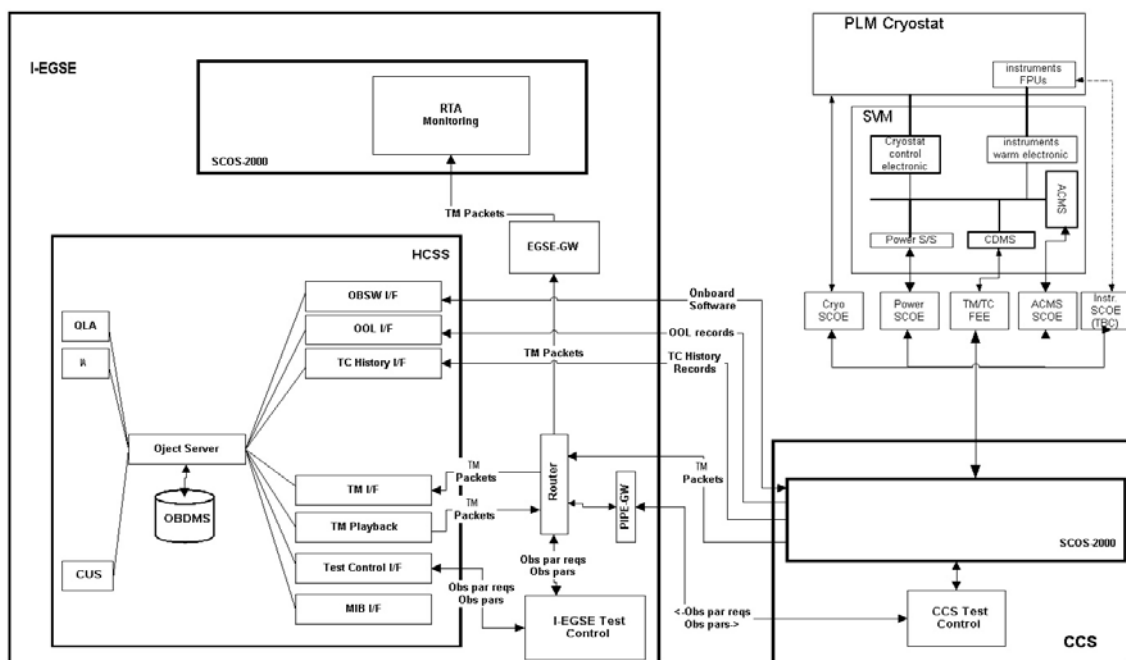 I-EGSE
RTA
Monitoring
SCOS-2000
TM Packets
EGSE-GW
HCSS
OBSW I/F
OOL I/F
TC History I/F
QLA
IA
Oject Server
OBDMS
CUS
TM I/F
TM Playback
Test Control I/F
MIB I/F
TM
Packets
TM
Packets
Obs par reqs
Obs pars
TM Packets
Router
PIPE-GW
Obs par reqs
Obs pars
I-EGSE Test
Control
Onboard
Software
OOL records
TC History
Records
TM
Packets
<-Obs par reqs
Obs pars->
PLM Cryostat
instruments
FPUs
SVM
Cryostat
control
electronic
instruments
warm electronic
ACMS
Power S/S
CDMS
Cryo
SCOE
Power
SCOE
TM/TC
FEE
ACMS
SCOE
Instr.
SCOE
(TBC)
SCOS-2000
CCS Test
Control
CCS